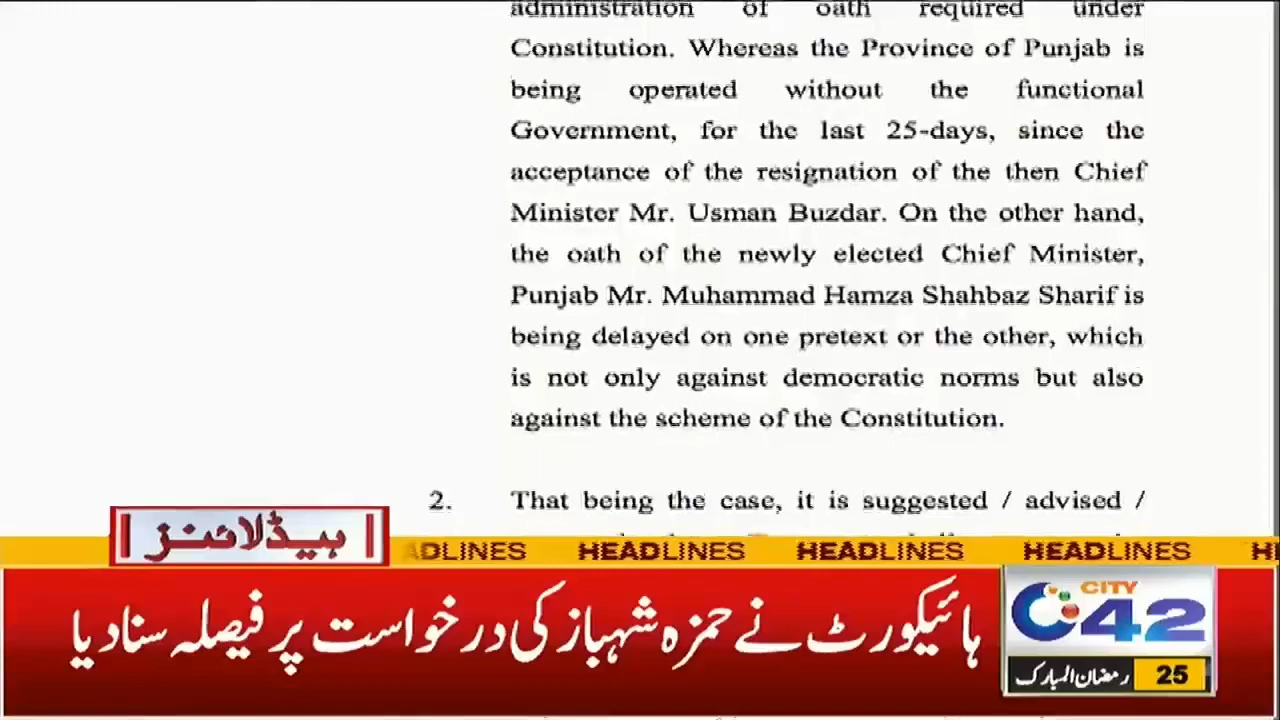 administration of oath required under
Constitution. Whereas the Province of Punjab is
being operated without the functional
Government, for the last 25-days, since the
acceptance of the resignation of the then Chief
Minister Mr. Usman Buzdar. On the other hand,
the oath of the newly elected Chief Minister,
Punjab Mr. Muhammad Hamza Shahbaz Sharif is
being delayed on one pretext or the other, which
is not only against democratic norms but also
against the scheme of the Constitution.
2. That being the case, it is suggested / advised /
ہیڈلائنز
ADLINES HEADLINES HEADLINES HEADLINES H
ہائیکورٹ نے حمزہ شہباز کی درخواست پر فیصلہ سنا دیا
CITY
42
25 رمضان المبارک